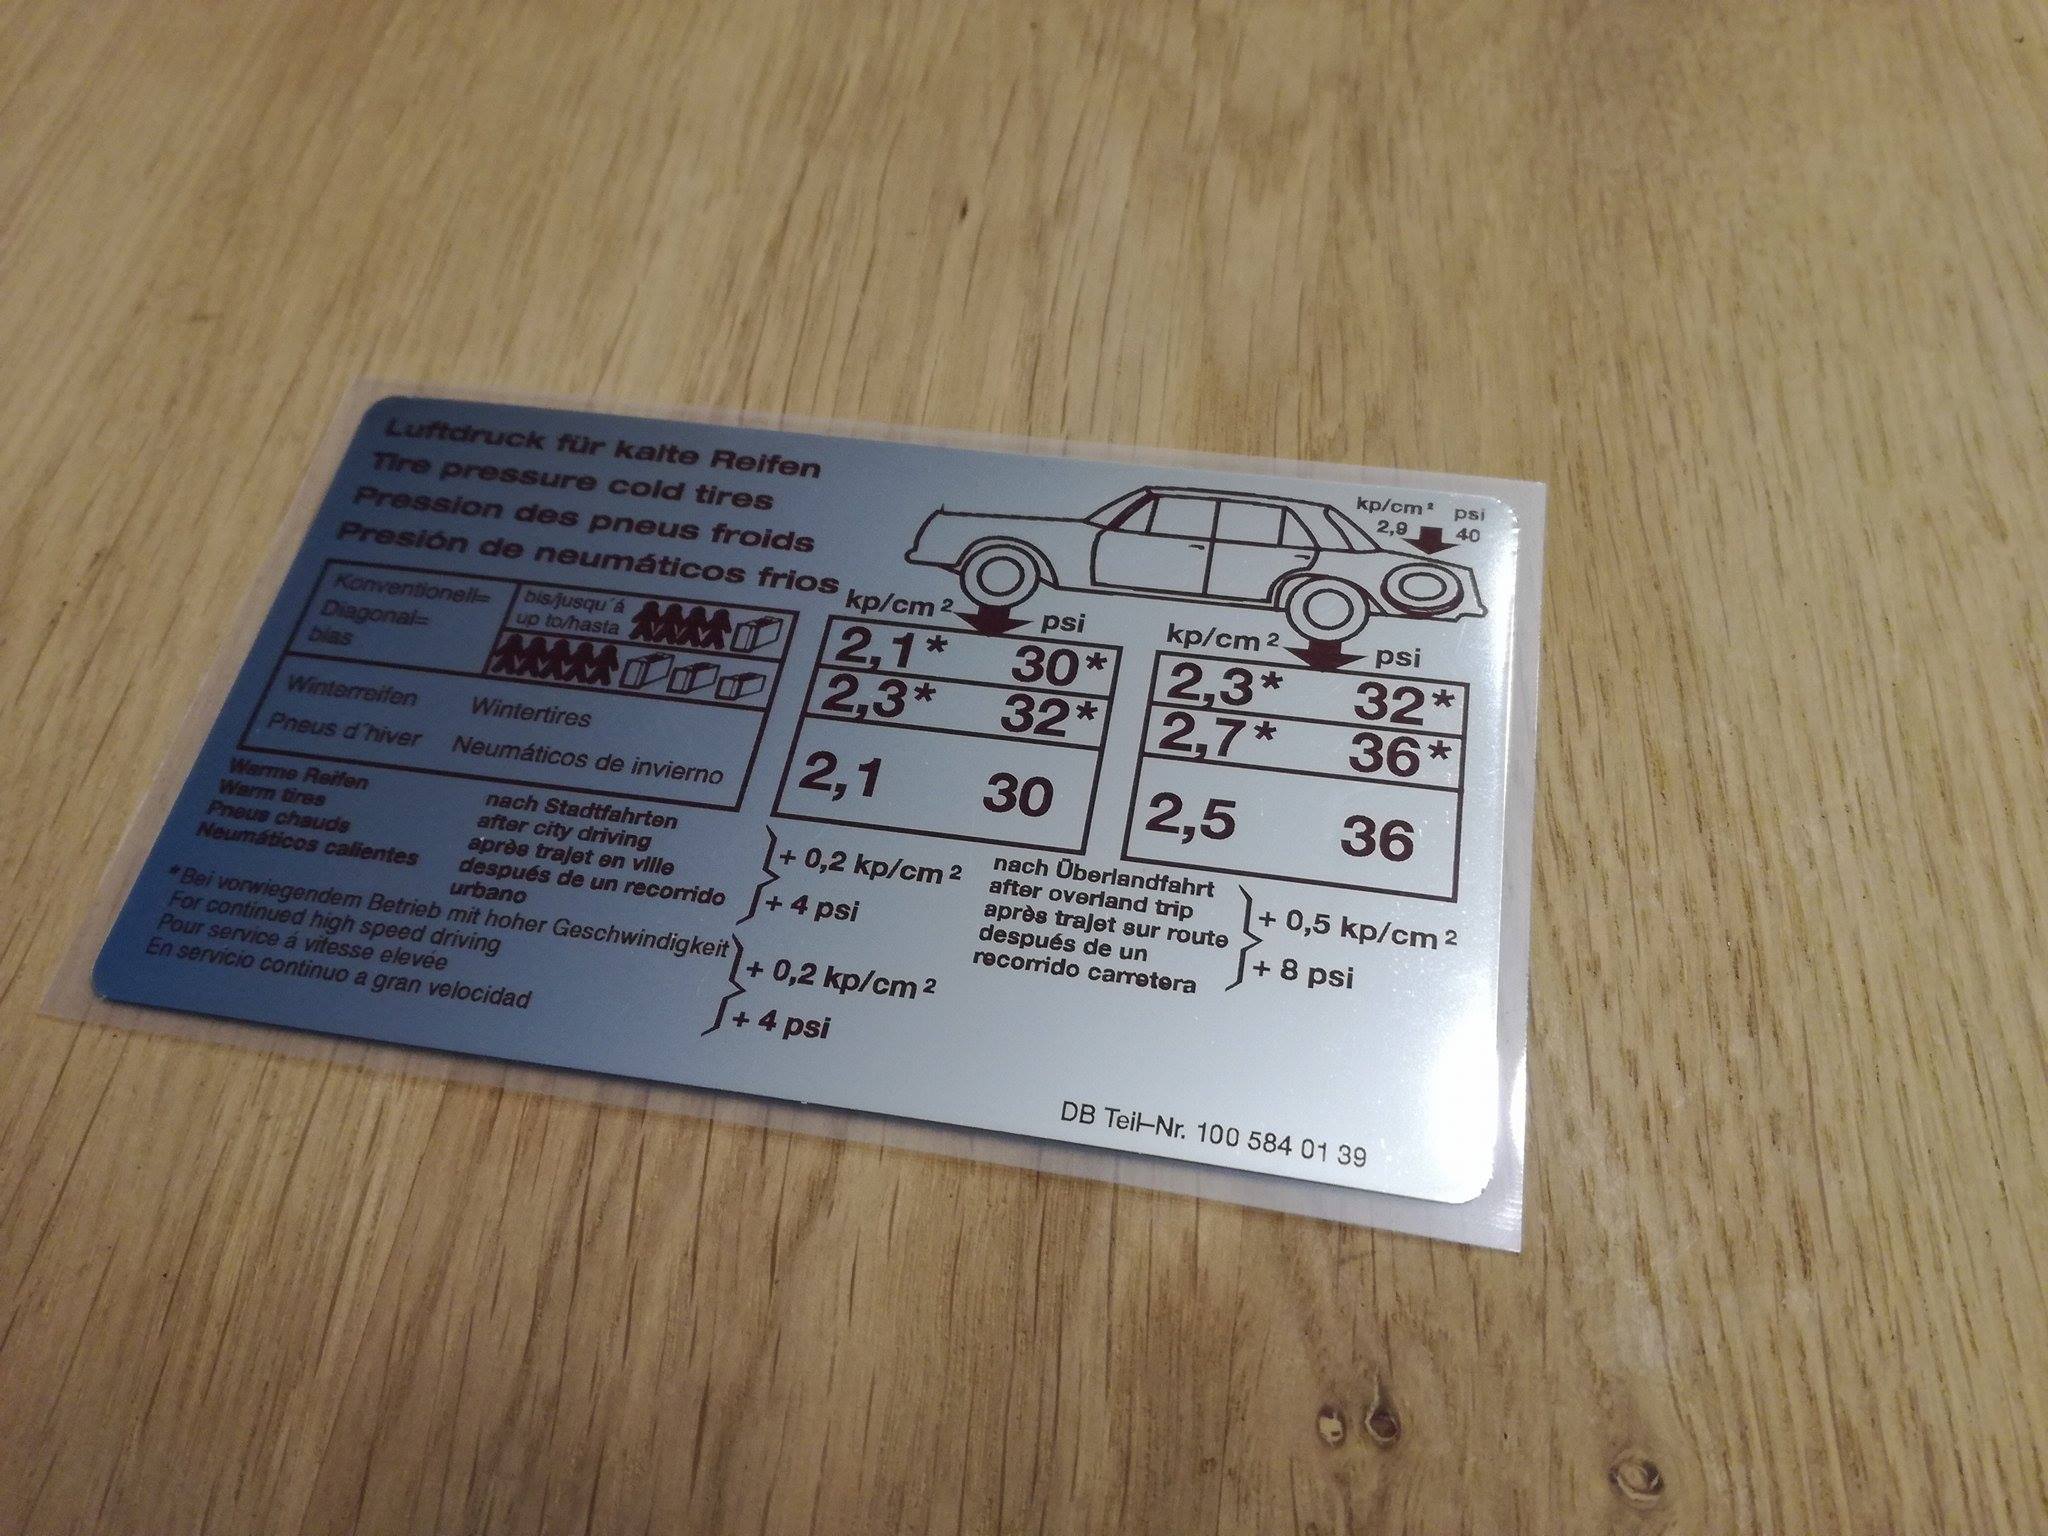 Luftdruck für kalte Reifen
Tire pressure cold tires
Pression des pneus froids
Presión de neumáticos frios
kp/cm² psi
2,9 40
kp/cm² psi
kp/cm² psi
Konventionell=
Diagonal=
bias
bis/jusqu´á
up to/hasta
2,1* 30*
2,3* 32*
2,3* 32*
2,7* 36*
Winterreifen Wintertires
Pneus d´hiver Neumáticos de invierno
2,1 30
2,5 36
Warme Reifen
Warm tires
Pneus chauds
Neumáticos calientes
nach Stadtfahrten
after city driving
après trajet en ville
después de un recorrido
urbano
+ 0,2 kp/cm²
+ 4 psi
nach Überlandfahrt
after overland trip
après trajet sur route
después de un
recorrido carretera
+ 0,5 kp/cm²
+ 8 psi
*Bei vorwiegendem Betrieb mit hoher Geschwindigkeit
For continued high speed driving
Pour service á vitesse elevée
En servicio continuo a gran velocidad
+ 0,2 kp/cm²
+ 4 psi
DB Teil-Nr. 100 584 01 39